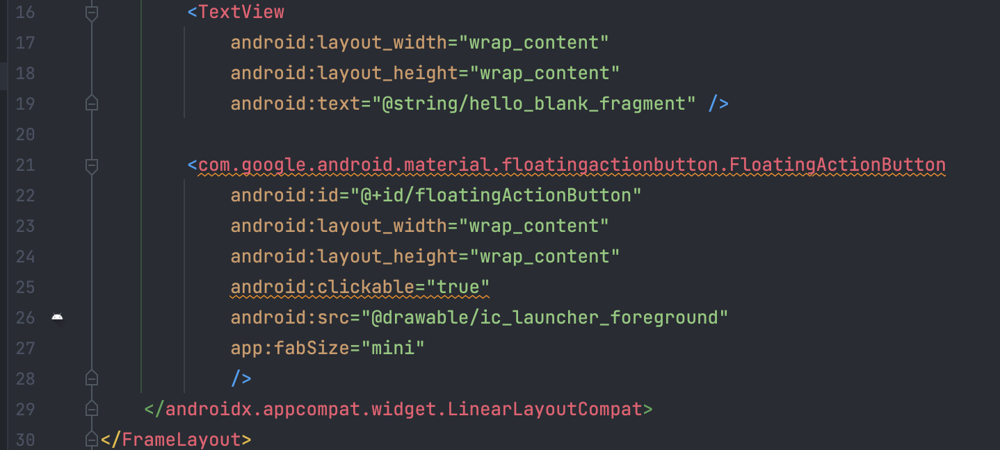 16 <TextView
17 android:layout_width="wrap_content"
18 android:layout_height="wrap_content"
19 android:text="@string/hello_blank_fragment" />
20
21 <com.google.android.material.floatingactionbutton.FloatingActionButton
22 android:id="@+id/floatingActionButton"
23 android:layout_width="wrap_content"
24 android:layout_height="wrap_content"
25 android:clickable="true"
26 android:src="@drawable/ic_launcher_foreground"
27 app:fabSize="mini"
28 />
29 </androidx.appcompat.widget.LinearLayoutCompat>
30 </FrameLayout>